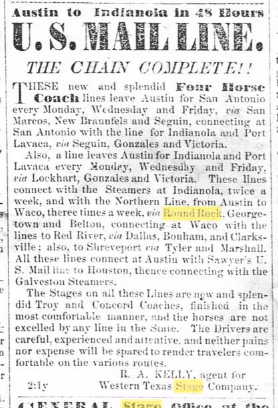 Austin to Indianola in 48 Hours
U. S. MAIL LINE.
THE CHAIN COMPLETE!!
THESE new and splendid Four Horse
Coach lines leave Austin for San Antonio
every Monday, Wednesday and Friday, via San
Marcos, New Braunfels and Seguin, connecting at
San Antonio with the line for Indianola and Port
Lavaca, via Seguin, Gonzales and Victoria.
Also, a line leaves Austin for Indianola and Port
Lavaca every Monday, Wednesday and Friday,
via Lockhart, Gonzales and Victoria. These lines
connect with the Steamers at Indianola, twice a
week, and with the Northern Line, from Austin to
Waco, theree times a week, via Round Rock, George-
town and Belton, connecting at Waco with the
lines to Red River, via Dallas, Bonham, and Clarks-
ville; also, to Shreveport via Tyler and Marshall.
All these lines connect at Austin with Sawyer's U.
S. Mail line to Houston, thence connecting with the
Galveston Steamers.
The Stages on all these Lines are new and splen-
did Troy and Concord Coaches, finished in the
most comfortable manner, and the horses are not
excelled by any line in the State. The Drivers are
careful, experienced and attentive, and neither pains
nor expense will be spared to render travelers com-
fortable on the various routes.
R. A. KELLY, agent for
2:1y Western Texas Stage Company.
GENERAL Stage Office at the